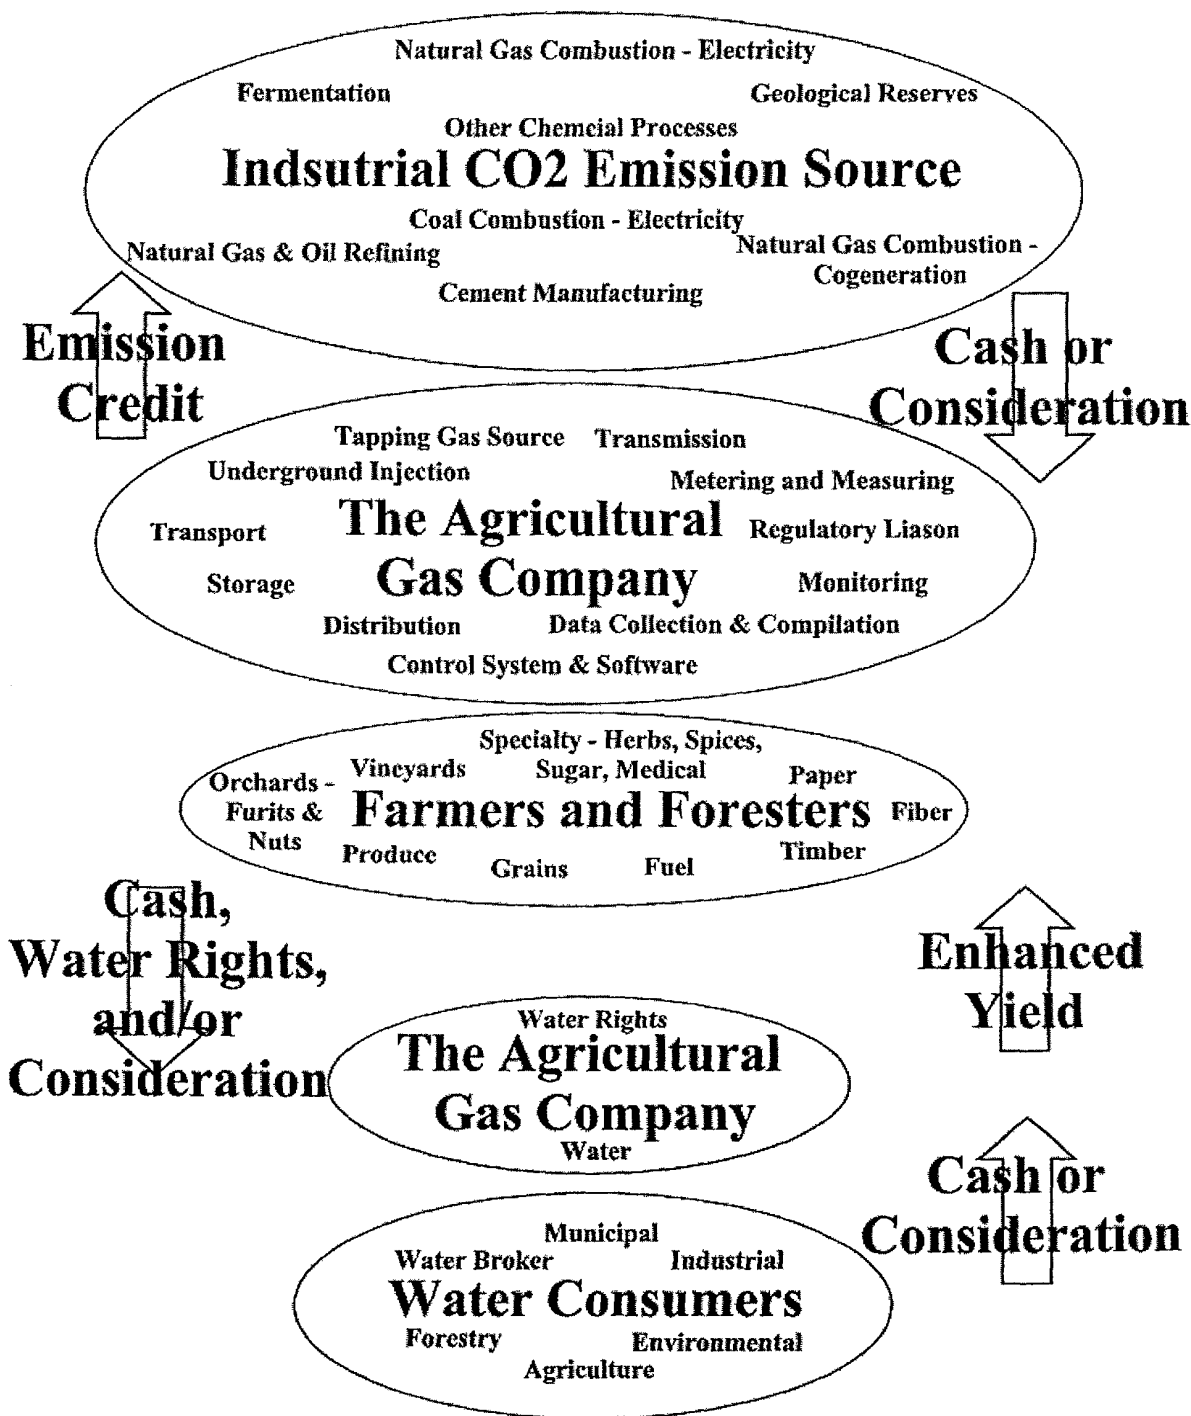 Natural Gas Combustion - Electricity
Fermentation
Geological Reserves
Other Chemcial Processes
Indsutrial CO2 Emission Source
Coal Combustion - Electricity
Natural Gas & Oil Refining
Natural Gas Combustion -
Cogeneration
Cement Manufacturing
Emission
Credit
Cash or
Consideration
Tapping Gas Source
Transmission
Underground Injection
Metering and Measuring
Transport
The Agricultural
Gas Company
Regulatory Liason
Storage
Monitoring
Distribution
Data Collection & Compilation
Control System & Software
Specialty - Herbs, Spices,
Sugar, Medical
Orchards -
Furits &
Nuts
Vineyards
Paper
Farmers and Foresters
Fiber
Produce
Grains
Fuel
Timber
Cash,
Water Rights,
and/or
Consideration
Enhanced
Yield
Water Rights
The Agricultural
Gas Company
Water
Cash or
Consideration
Municipal
Water Broker
Industrial
Water Consumers
Forestry
Environmental
Agriculture